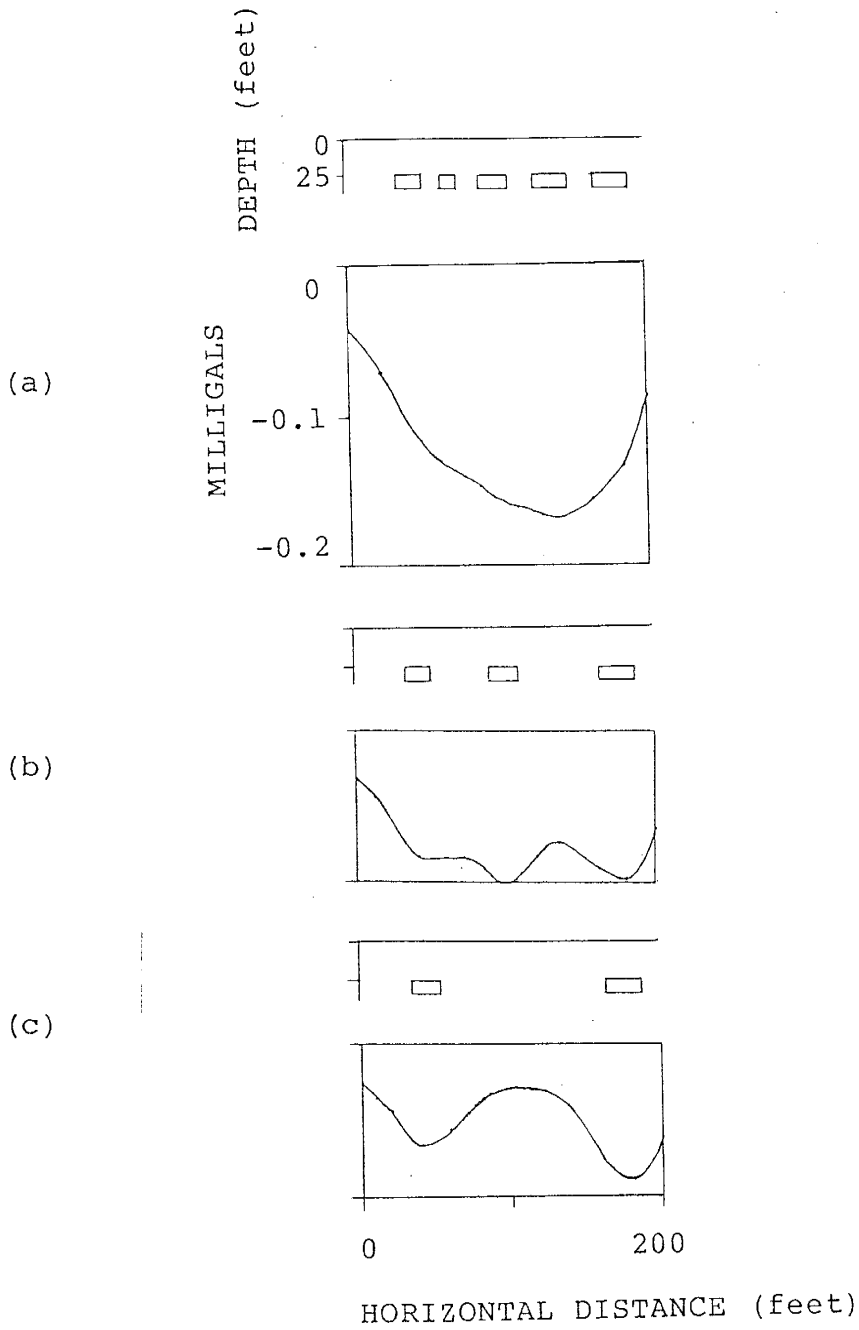 DEPTH (feet)
0
25
(a)
MILLIGALS
0
-0.1
-0.2
(b)
(c)
0 200
HORIZONTAL DISTANCE (feet)